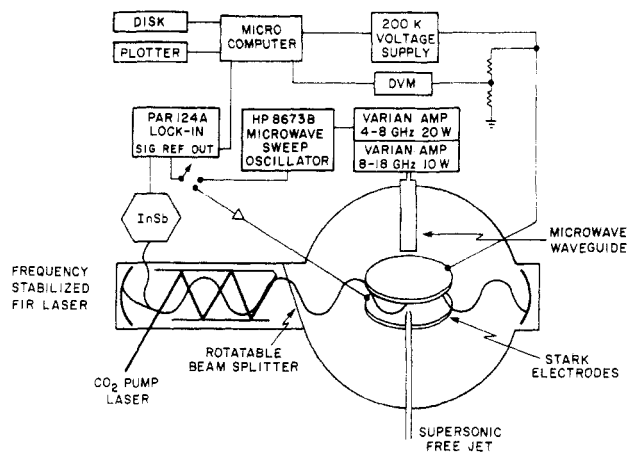 DISK
PLOTTER
MICRO
COMPUTER
200 K
VOLTAGE
SUPPLY
DVM
PAR 124A
LOCK-IN
SIG REF OUT
HP 8673B
MICROWAVE
SWEEP
OSCILLATOR
VARIAN AMP
4-8 GHz 20 W
VARIAN AMP
8-18 GHz 10 W
InSb
MICROWAVE
WAVEGUIDE
FREQUENCY
STABILIZED
FIR LASER
ROTATABLE
BEAM SPLITTER
STARK
ELECTRODES
CO2 PUMP
LASER
SUPERSONIC
FREE JET